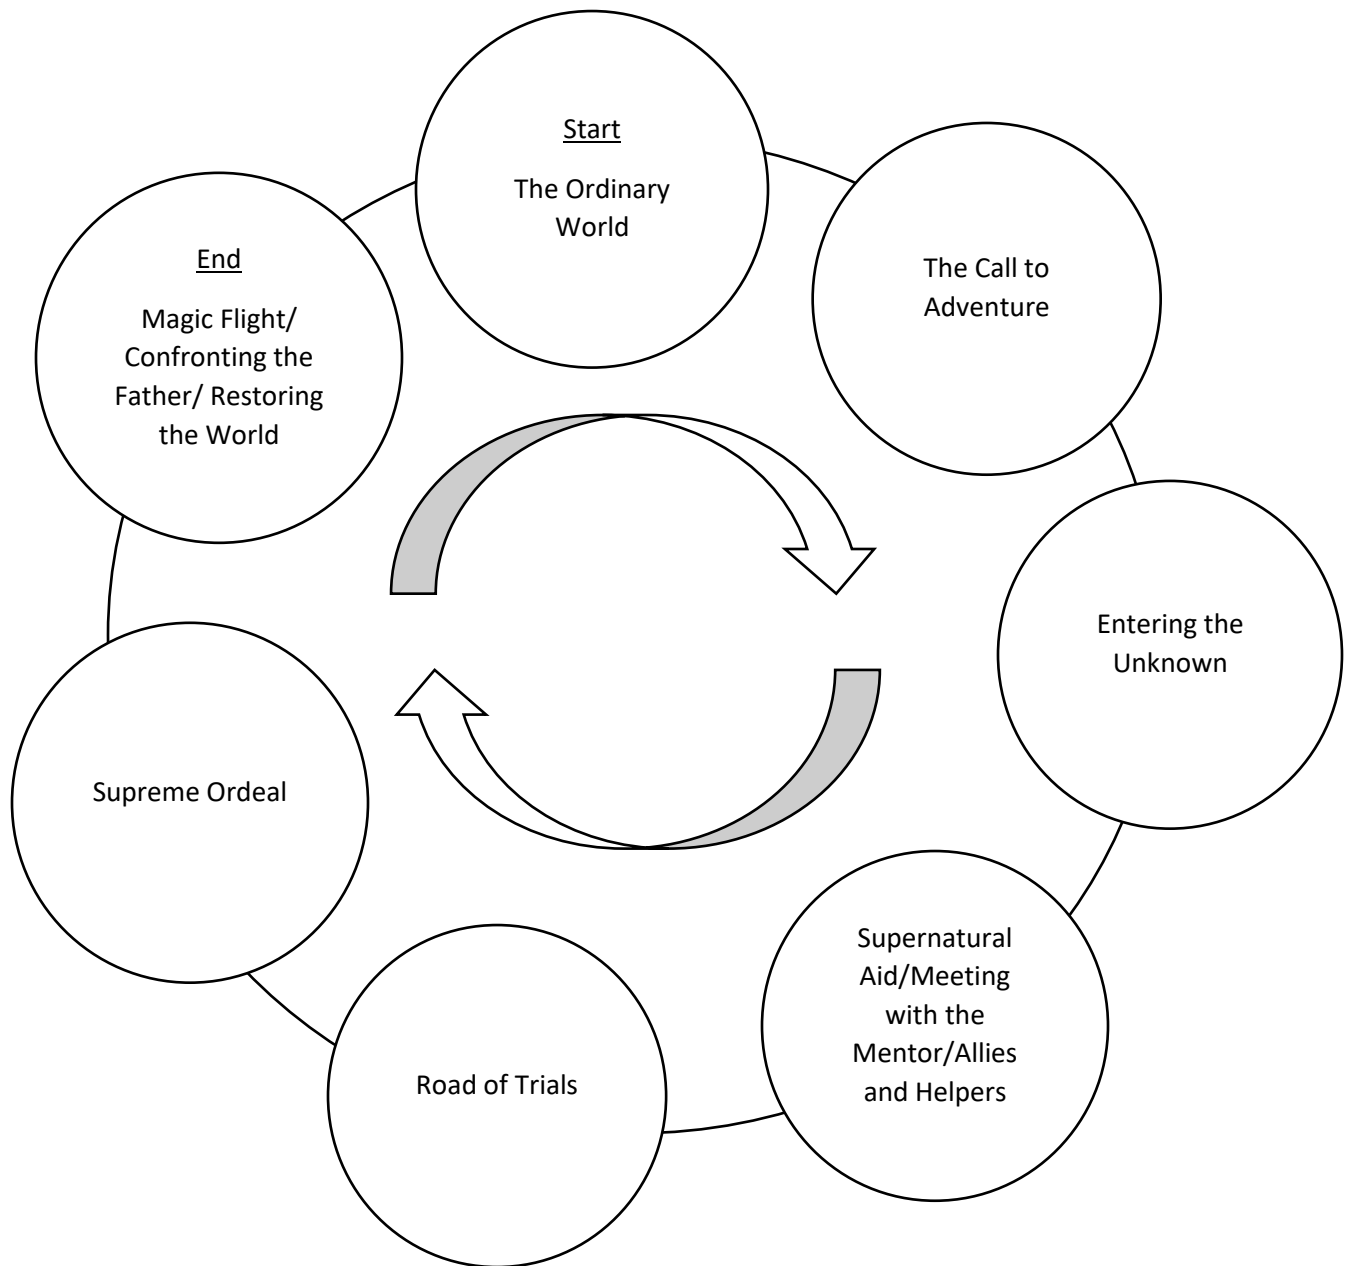 Start
The Ordinary
World
The Call to
Adventure
Entering the
Unknown
Supernatural
Aid/Meeting
with the
Mentor/Allies
and Helpers
Road of Trials
Supreme Ordeal
End
Magic Flight/
Confronting the
Father/ Restoring
the World